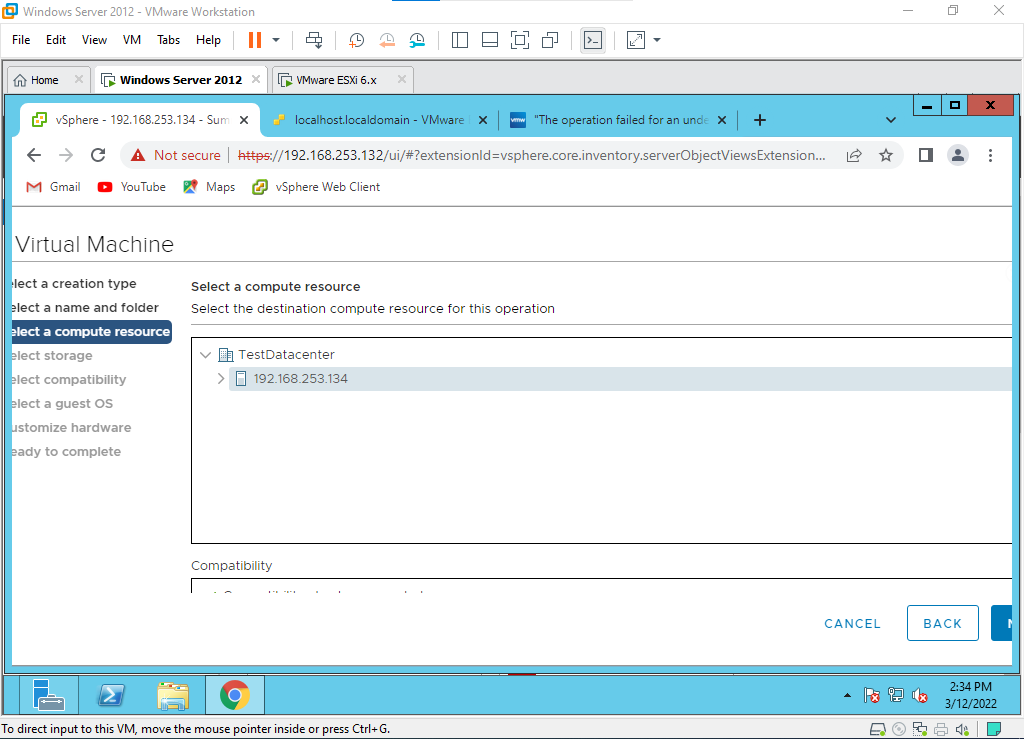 Windows Server 2012 - VMware Workstation
File Edit View VM Tabs Help
Home Windows Server 2012 VMware ESXi 6.x
vSphere - 192.168.253.134 - Sum localhost.localdomain - VMware vmw "The operation failed for an unde
Not secure https://192.168.253.132/ui/#?extensionId=vsphere.core.inventory.serverObjectViewsExtension...
Gmail YouTube Maps vSphere Web Client
Virtual Machine
elect a creation type
elect a name and folder
elect a compute resource
elect storage
elect compatibility
elect a guest OS
ustomize hardware
eady to complete
Select a compute resource
Select the destination compute resource for this operation
TestDatacenter
192.168.253.134
Compatibility
CANCEL BACK
2:34 PM
3/12/2022
To direct input to this VM, move the mouse pointer inside or press Ctrl+G.